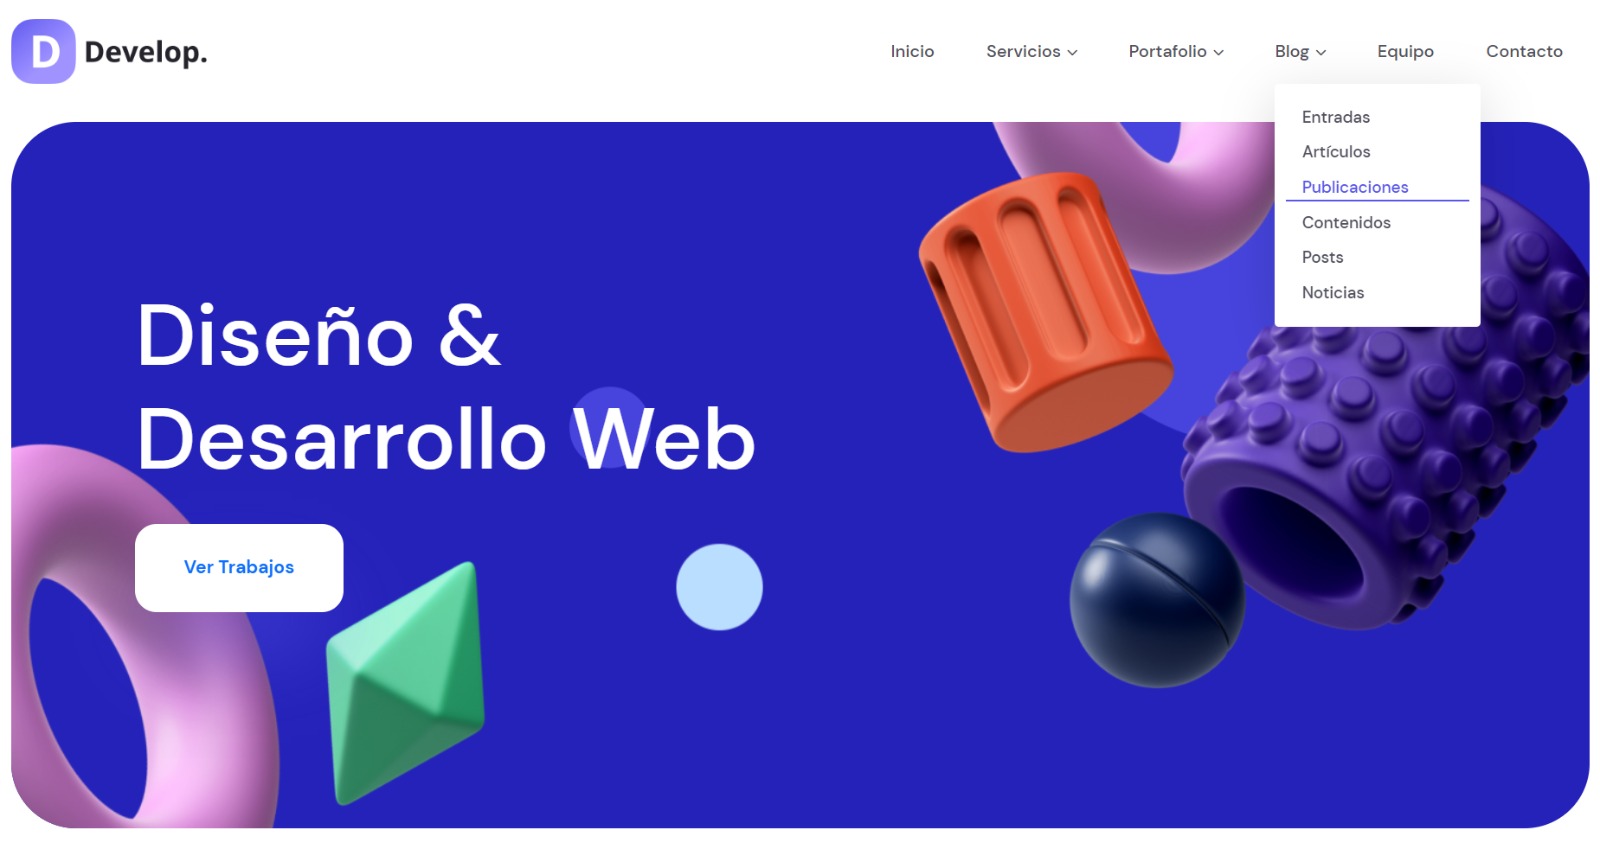 D Develop.
Inicio Servicios Portafolio Blog Equipo Contacto
Entradas
Artículos
Publicaciones
Contenidos
Posts
Noticias
Diseño &
Desarrollo Web
Ver Trabajos